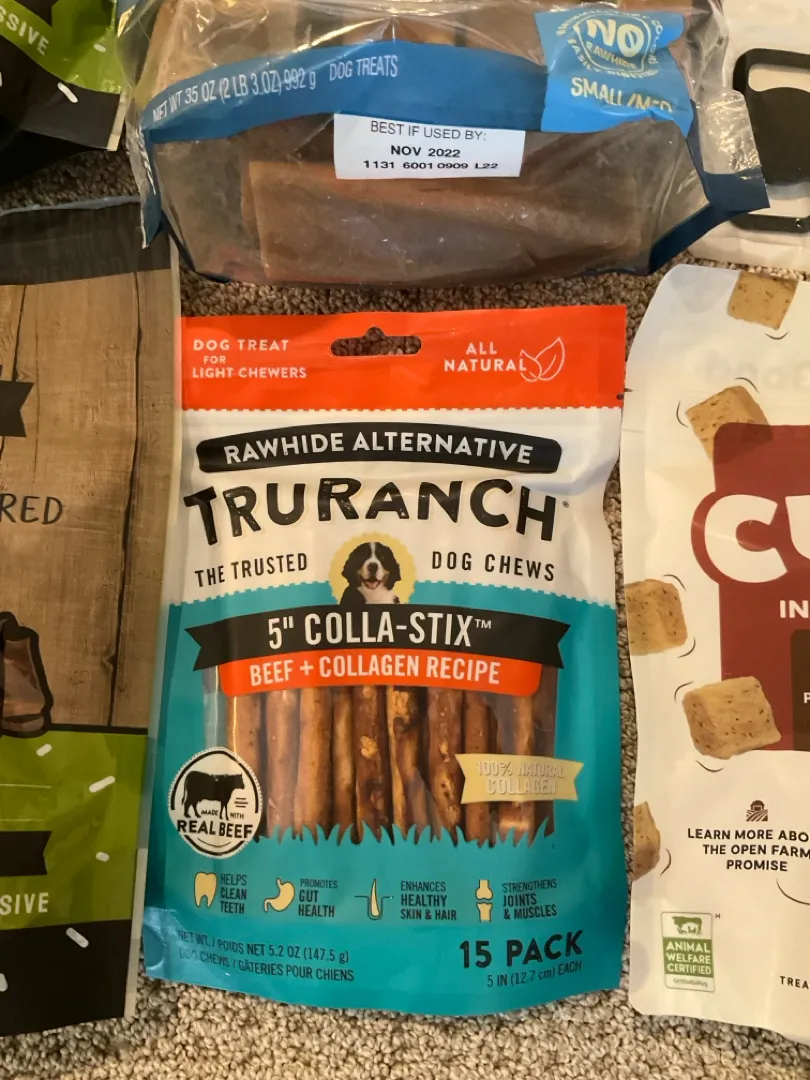 SSIVE
NO
RAWHIDE
SMALL/MED
NET WT 35 OZ (2 LB 3.0Z) 992 g DOG TREATS
BEST IF USED BY:
NOV 2022
1131 6001 0909 L22
DOG TREAT
FOR
LIGHT CHEWERS
ALL
NATURAL
RAWHIDE ALTERNATIVE
TRURANCH®
THE TRUSTED DOG CHEWS
5" COLLA-STIX™
BEEF + COLLAGEN RECIPE
100% NATURAL
COLLAGEN
MADE WITH
REAL BEEF
HELPS
CLEAN
TEETH
PROMOTES
GUT
HEALTH
ENHANCES
HEALTHY
SKIN & HAIR
STRENGTHENS
JOINTS
& MUSCLES
NET WT. / POIDS NET 5.2 OZ (147.5 g)
DOG CHEWS / GÂTERIES POUR CHIENS
15 PACK
5 IN (12.7 cm) EACH
RED
SIVE
CU
IN
P
LEARN MORE ABO
THE OPEN FARM
PROMISE
ANIMAL
WELFARE
CERTIFIED
TREA